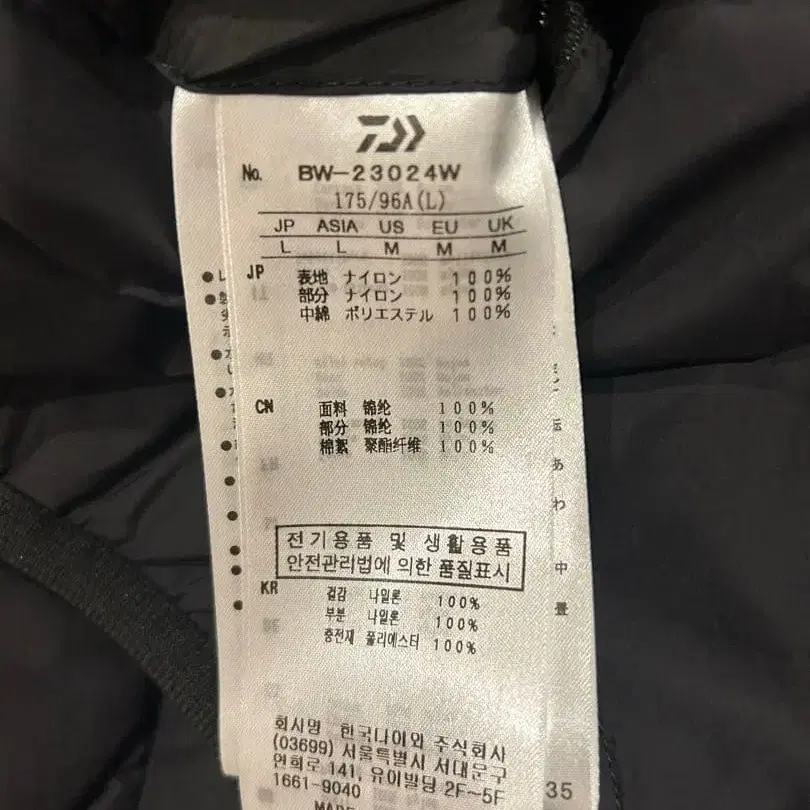 No. BW-23024W
175/96A(L)
JP ASIA US EU UK
L L M M M
JP 表地 ナイロン 100%
部分 ナイロン 100%
中綿 ポリエステル 100%
CN 面料 锦纶 100%
部分 锦纶 100%
棉絮 聚酯纤维 100%
전기용품 및 생활용품
안전관리법에 의한 품질표시
KR 겉감 나일론 100%
부분 나일론 100%
충전재 폴리에스터 100%
회사명 한국다이와 주식회사
(03699) 서울특별시 서대문구
연희로 141, 유이빌딩 2F~5F
1661-9040
MADE
35
あ
わ
中
畳